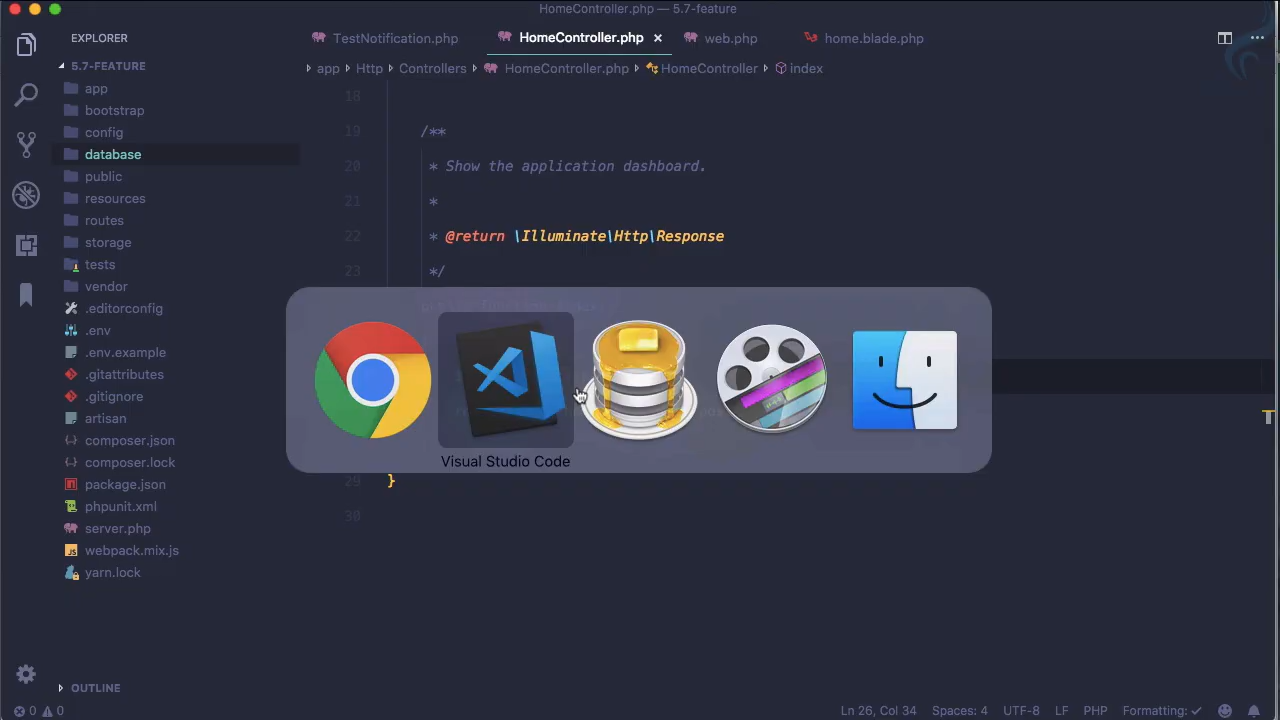 HomeController.php — 5.7-feature
EXPLORER
TestNotification.php
HomeController.php
web.php
home.blade.php
5.7-FEATURE
app
Http
Controllers
HomeController.php
HomeController
index
app
bootstrap
config
database
public
resources
routes
storage
tests
vendor
.editorconfig
.env
.env.example
.gitattributes
.gitignore
artisan
composer.json
composer.lock
package.json
phpunit.xml
server.php
webpack.mix.js
yarn.lock
OUTLINE
18
19 /**
20 * Show the application dashboard.
21 *
22 * @return \Illuminate\Http\Response
23 */
Visual Studio Code
29 }
30
0 0
Ln 26, Col 34
Spaces: 4
UTF-8
LF
PHP
Formatting: ✓